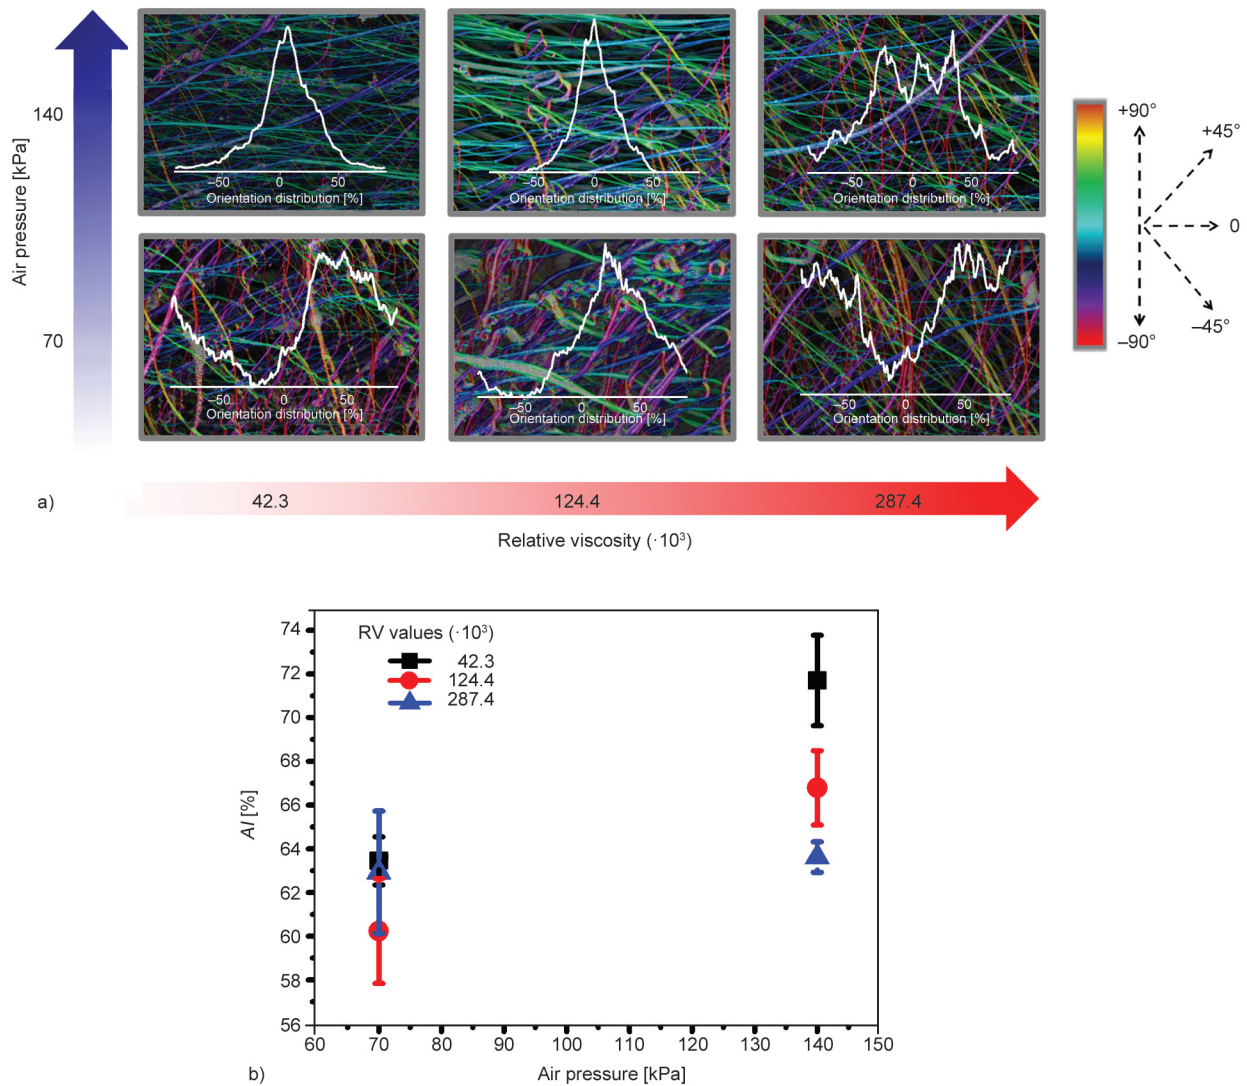 Air pressure [kPa]
140
70
–50 0 50
Orientation distribution [%]
–50 0 50
Orientation distribution [%]
–50 0 50
Orientation distribution [%]
–50 0 50
Orientation distribution [%]
–50 0 50
Orientation distribution [%]
–50 0 50
Orientation distribution [%]
+90°
–90°
+45°
0
–45°
a)
42.3 124.4 287.4
Relative viscosity (·10³)
RV values (·10³)
42.3
124.4
287.4
AI [%]
74
72
70
68
66
64
62
60
58
56
60 70 80 90 100 110 120 130 140 150
Air pressure [kPa]
b)